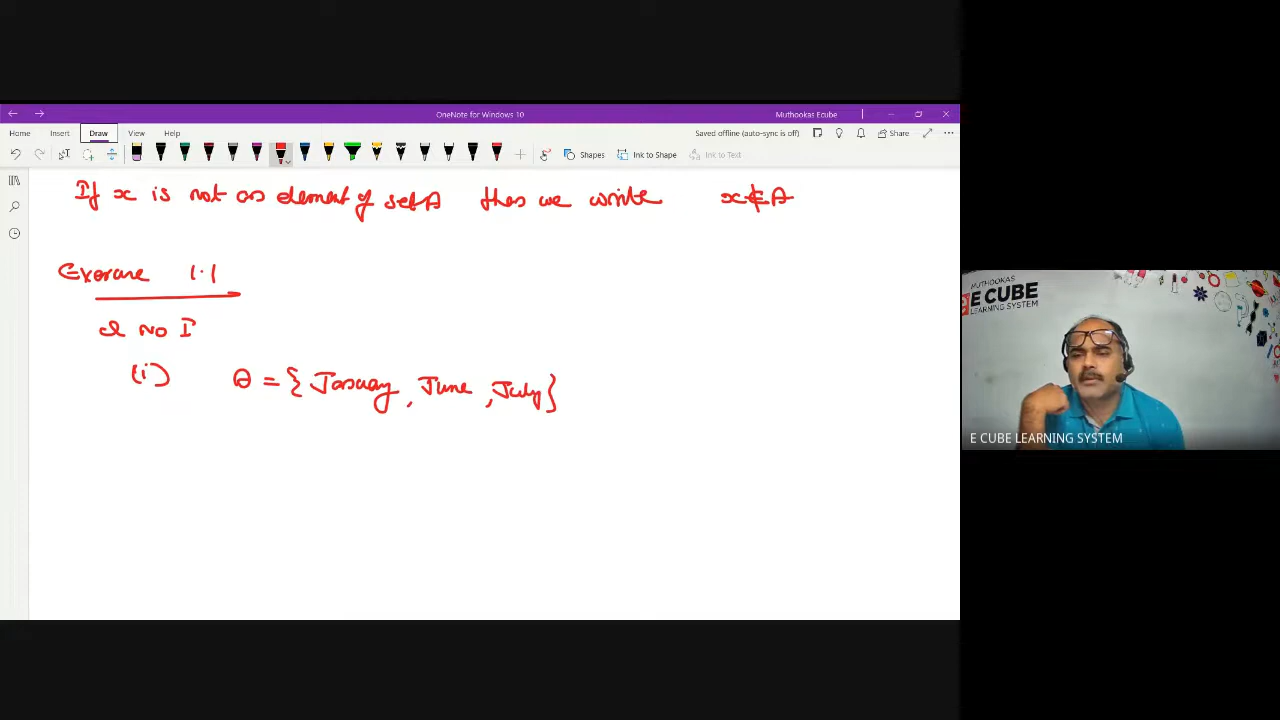 OneNote for Windows 10
Muthookas Ecube
Home Insert Draw View Help
Saved offline (auto-sync is off) Share
Shapes Ink to Shape Ink to Text
If x is not an element of set A then we write x∉A
Exercise 1.1
Q No 1
(i) A = {January, June, July}
MUTHOOKAS
E CUBE
LEARNING SYSTEM
E CUBE LEARNING SYSTEM